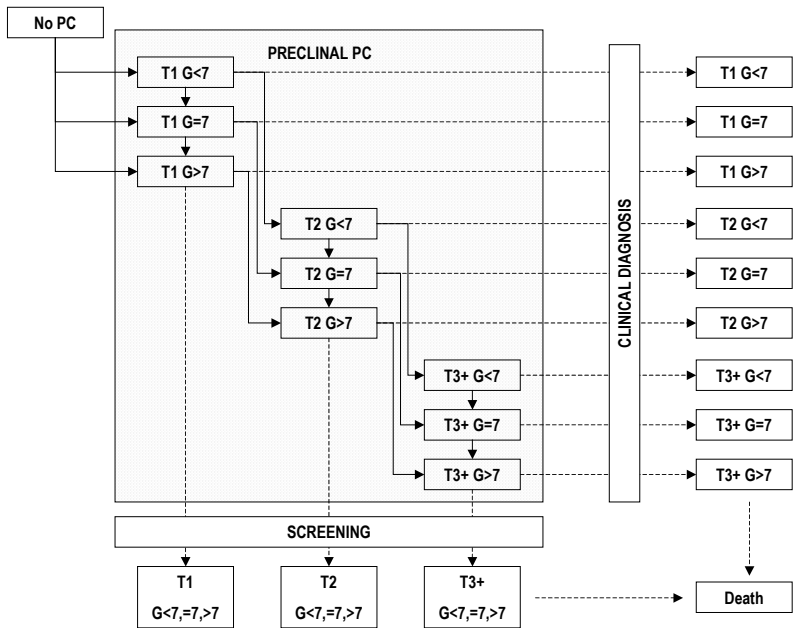 No PC
PRECLINAL PC
T1 G<7
T1 G<7
T1 G=7
T1 G=7
T1 G>7
T1 G>7
T2 G<7
T2 G<7
T2 G=7
T2 G=7
T2 G>7
T2 G>7
CLINICAL DIAGNOSIS
T3+ G<7
T3+ G<7
T3+ G=7
T3+ G=7
T3+ G>7
T3+ G>7
SCREENING
T1
G<7,=7,>7
T2
G<7,=7,>7
T3+
G<7,=7,>7
Death